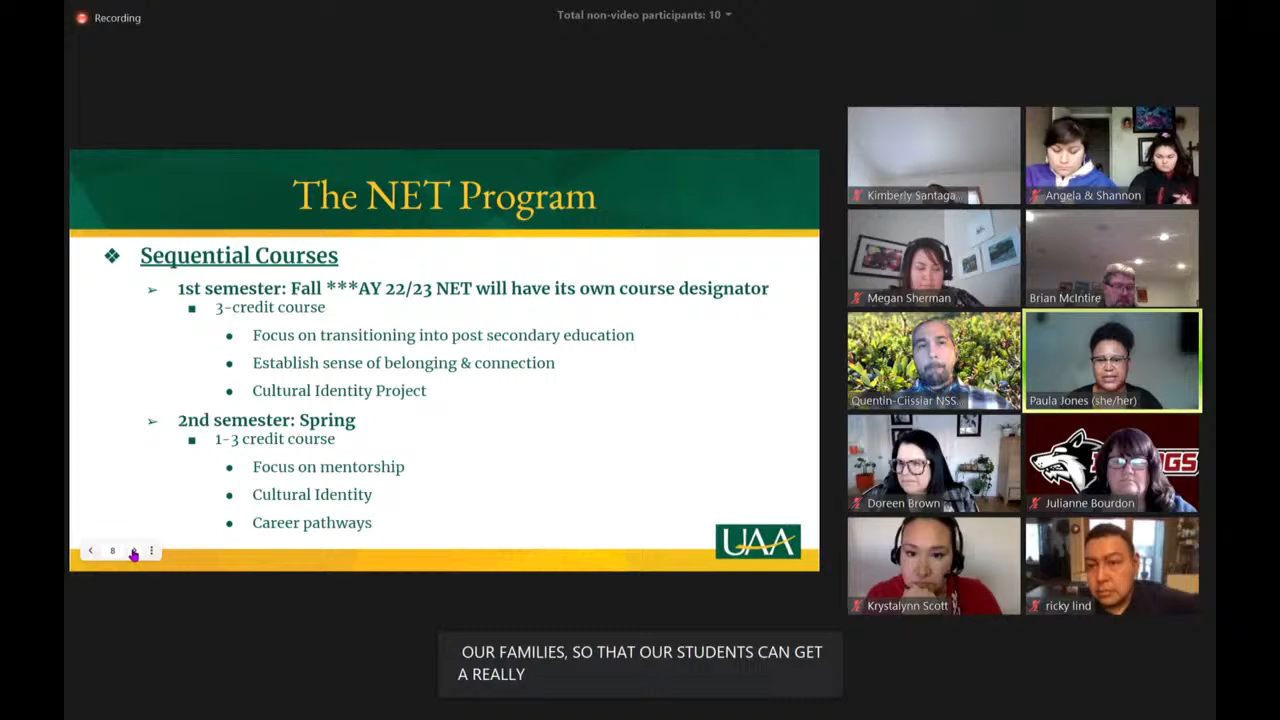 Recording
Total non-video participants: 10
The NET Program
❖ Sequential Courses
➢ 1st semester: Fall ***AY 22/23 NET will have its own course designator
■ 3-credit course
● Focus on transitioning into post secondary education
● Establish sense of belonging & connection
● Cultural Identity Project
➢ 2nd semester: Spring
■ 1-3 credit course
● Focus on mentorship
● Cultural Identity
● Career pathways
8
UAA
Kimberly Santaga...
Angela & Shannon
Megan Sherman
Brian McIntire
Quentin-Ciissiar NSS...
Paula Jones (she/her)
Doreen Brown
GS
Julianne Bourdon
Krystalynn Scott
ricky lind
OUR FAMILIES, SO THAT OUR STUDENTS CAN GET
A REALLY